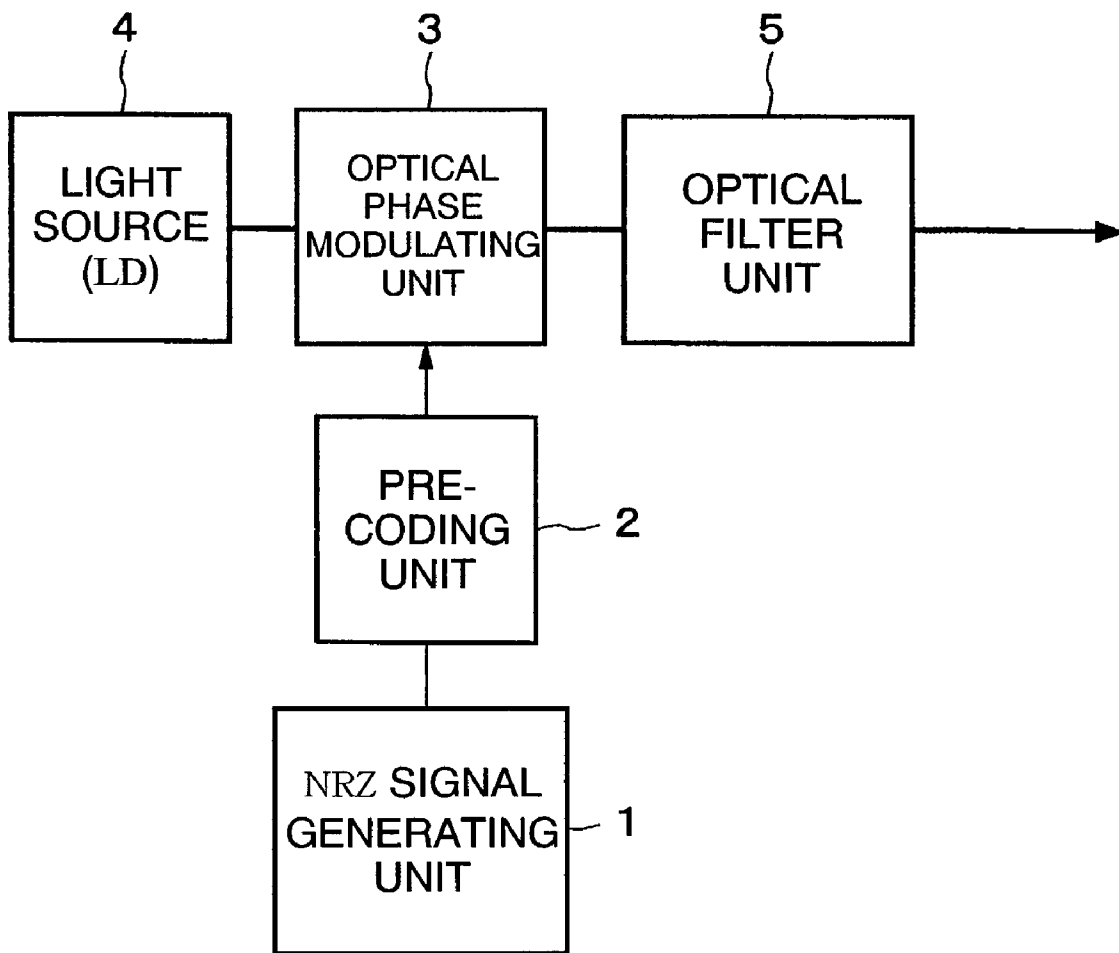 4
3
5
LIGHT
SOURCE
(LD)
OPTICAL
PHASE
MODULATING
UNIT
OPTICAL
FILTER
UNIT
PRE-
CODING
UNIT
2
NRZ SIGNAL
GENERATING
UNIT
1